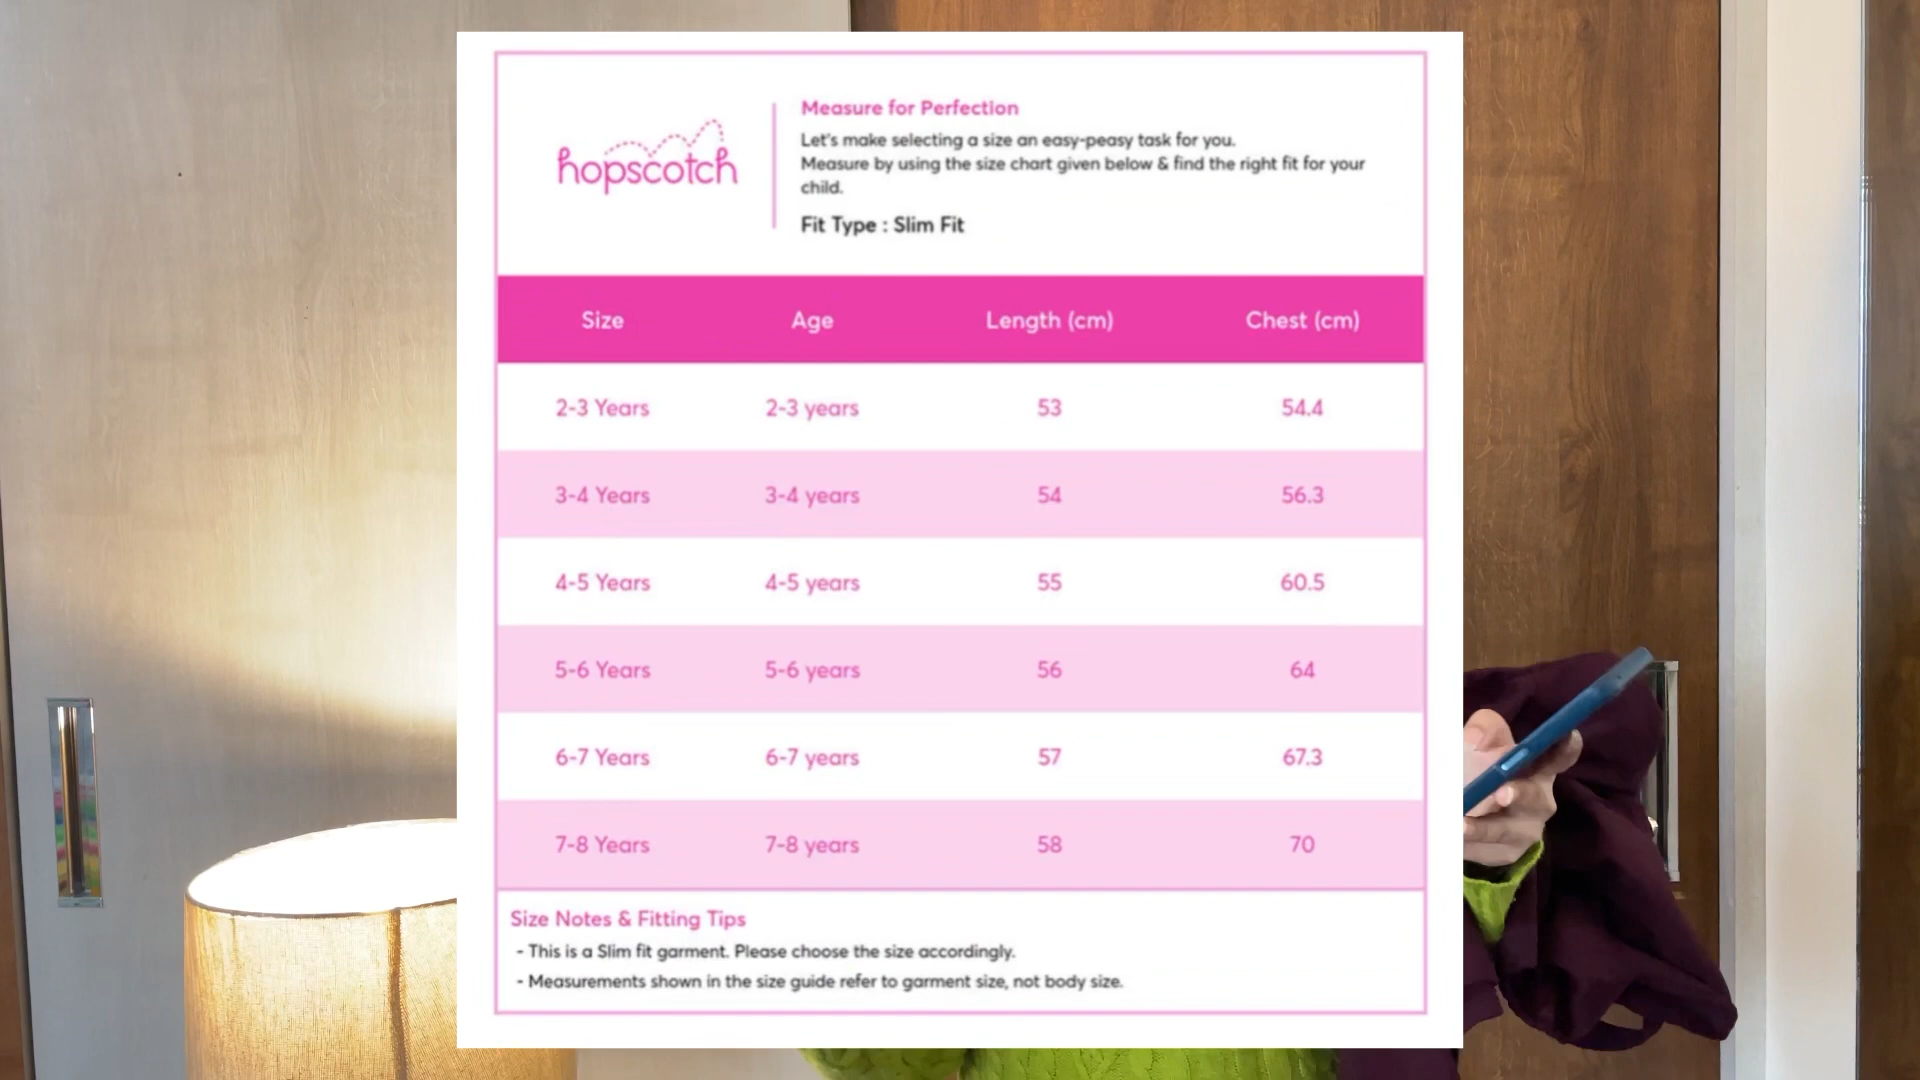 hopscotch
Measure for Perfection
Let's make selecting a size an easy-peasy task for you.
Measure by using the size chart given below & find the right fit for your
child.
Fit Type : Slim Fit
Size Age Length (cm) Chest (cm)
2-3 Years 2-3 years 53 54.4
3-4 Years 3-4 years 54 56.3
4-5 Years 4-5 years 55 60.5
5-6 Years 5-6 years 56 64
6-7 Years 6-7 years 57 67.3
7-8 Years 7-8 years 58 70
Size Notes & Fitting Tips
- This is a Slim fit garment. Please choose the size accordingly.
- Measurements shown in the size guide refer to garment size, not body size.